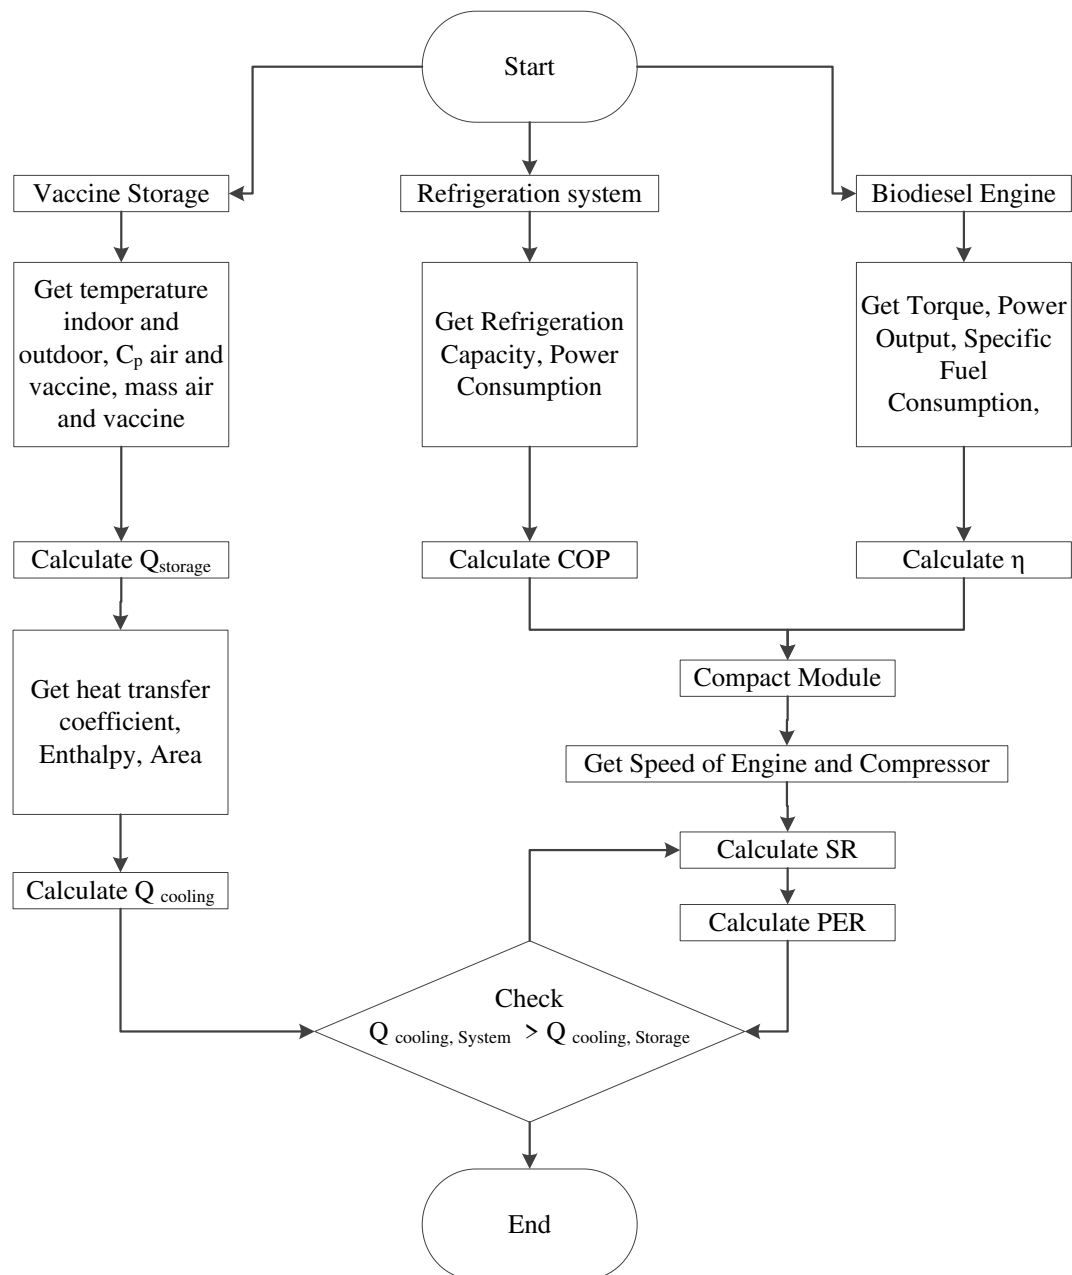 Start
Vaccine Storage
Refrigeration system
Biodiesel Engine
Get temperature
indoor and
outdoor, Cp air and
vaccine, mass air
and vaccine
Get Refrigeration
Capacity, Power
Consumption
Get Torque, Power
Output, Specific
Fuel
Consumption,
Calculate Qstorage
Calculate COP
Calculate η
Get heat transfer
coefficient,
Enthalpy, Area
Compact Module
Get Speed of Engine and Compressor
Calculate SR
Calculate Q cooling
Calculate PER
Check
Q cooling, System > Q cooling, Storage
End